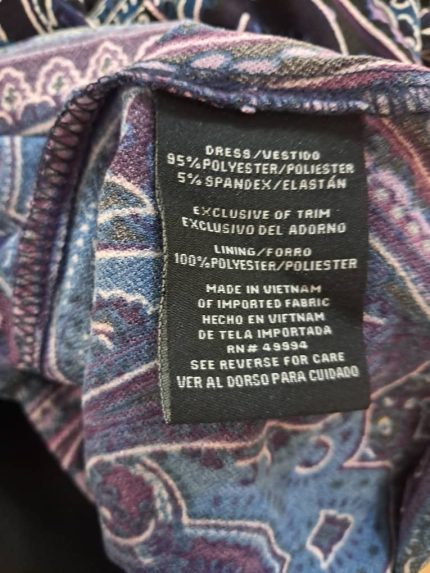 DRESS/VESTIDO
95% POLYESTER/POLIESTER
5% SPANDEX/ELASTÁN
EXCLUSIVE OF TRIM
EXCLUSIVO DEL ADORNO
LINING/FORRO
100% POLYESTER/POLIESTER
MADE IN VIETNAM
OF IMPORTED FABRIC
HECHO EN VIETNAM
DE TELA IMPORTADA
RN# 49994
SEE REVERSE FOR CARE
VER AL DORSO PARA CUIDADO